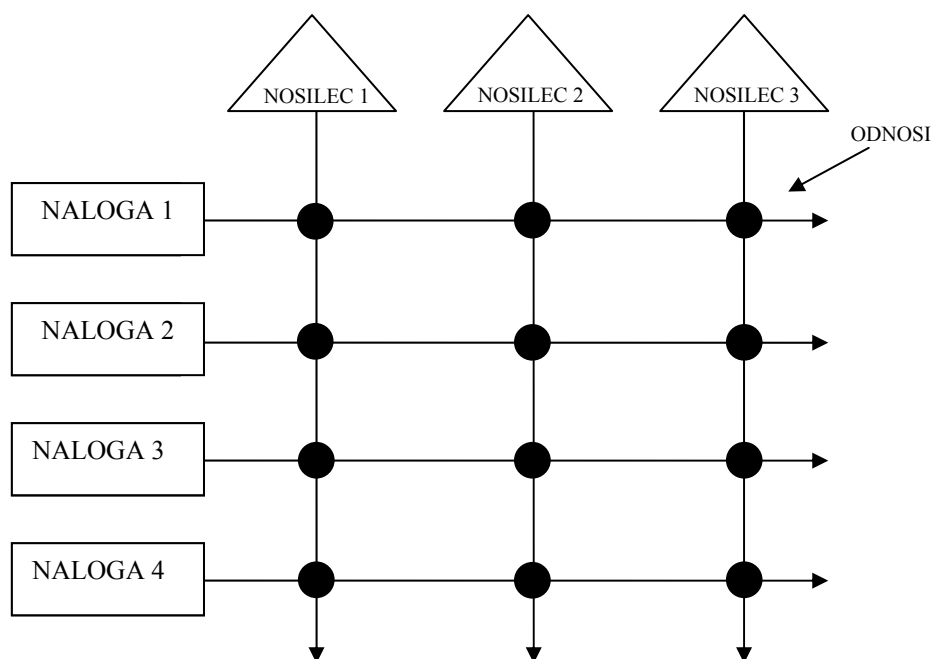 NOSILEC 1
NOSILEC 2
NOSILEC 3
ODNOSI
NALOGA 1
NALOGA 2
NALOGA 3
NALOGA 4